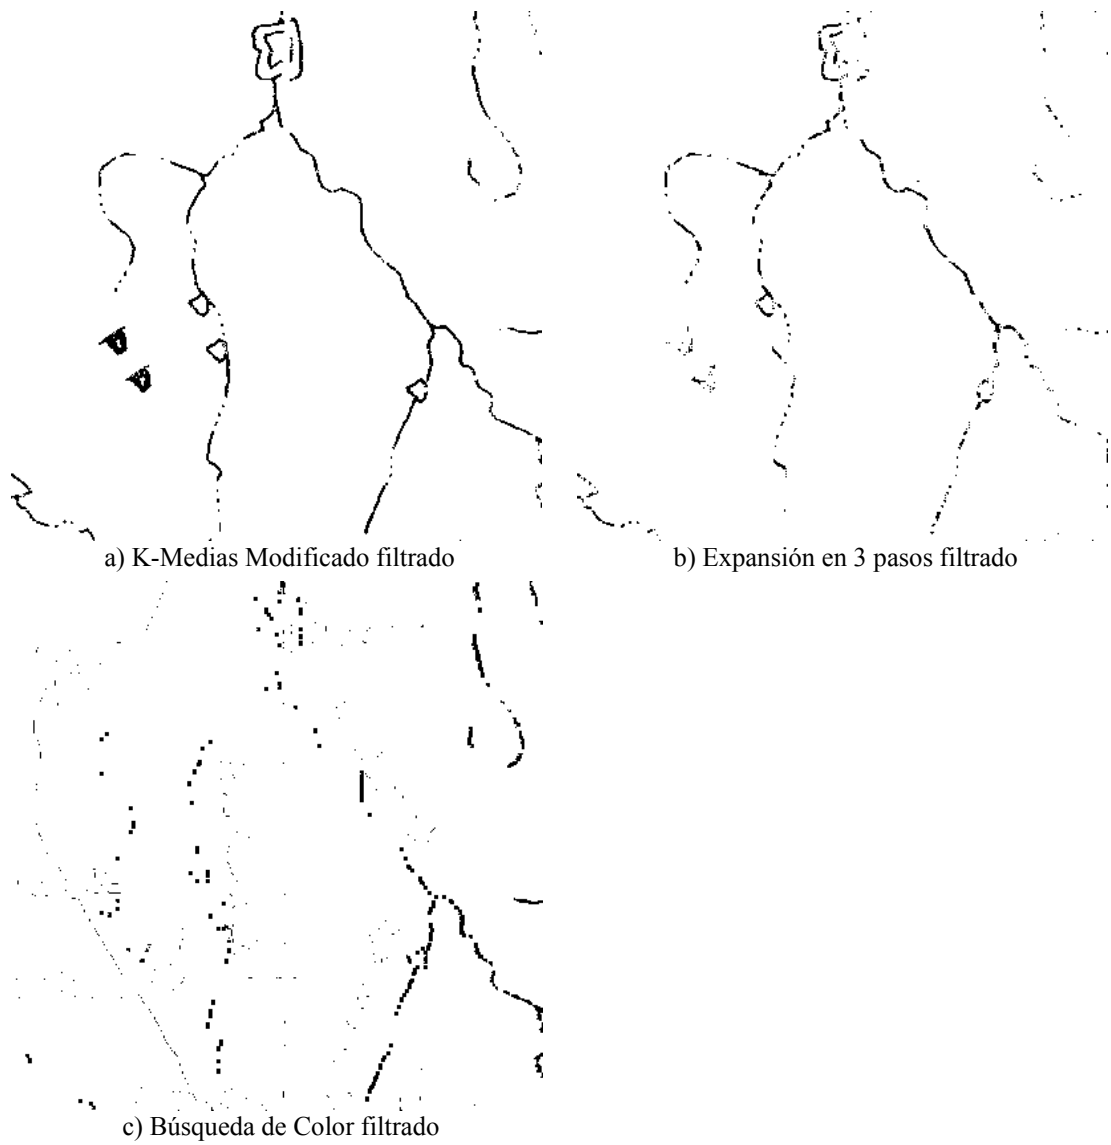 a) K-Medias Modificado filtrado
b) Expansión en 3 pasos filtrado
c) Búsqueda de Color filtrado